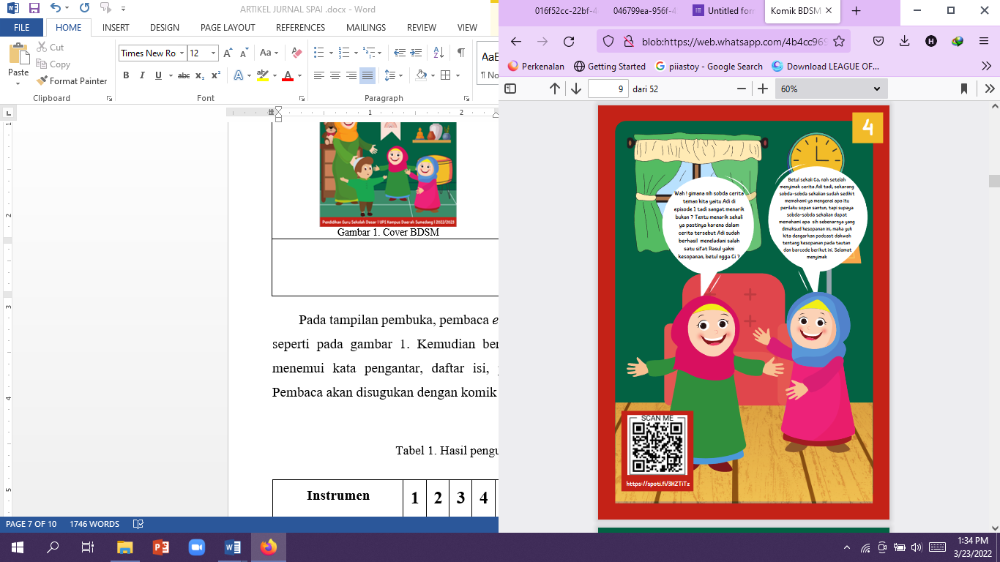 ARTIKEL JURNAL SPAI .docx - Word
FILE
HOME
INSERT
DESIGN
PAGE LAYOUT
REFERENCES
MAILINGS
REVIEW
VIEW
Paste
Cut
Copy
Format Painter
Clipboard
Times New Ro
12
Font
Paragraph
AaB
¶ No
1
2
Pendidikan Guru Sekolah Dasar I UPI Kampus Daerah Sumedang I 2022/2023
Gambar 1. Cover BDSM
Pada tampilan pembuka, pembaca e
seperti pada gambar 1. Kemudian ber
menemui kata pengantar, daftar isi, p
Pembaca akan disugukan dengan komik
Tabel 1. Hasil pengu
Instrumen 1 2 3 4
PAGE 7 OF 10
1746 WORDS
016f52cc-22bf-4
046799ea-956f-4
Untitled for
Komik BDSM
blob:https://web.whatsapp.com/4b4cc969
Perkenalan
Getting Started
piiastoy - Google Search
Download LEAGUE OF...
9 dari 52
60%
4
Wah ! gimana nih sobda cerita
teman kita yaitu Adi di
episode 1 tadi sangat menarik
bukan ? Tentu menarik sekali
ya pastinya karena dalam
cerita tersebut Adi sudah
berhasil meneladani salah
satu sifat Rasul yakni
kesopanan, betul ngga Gi ?
Betul sekali Ga, nah setelah
menyimak cerita Adi tadi, sekarang
sobda-sobda sekalian sudah sedikit
memahami ya mengenai apa itu
perilaku sopan santun, tapi supaya
sobda-sobda sekalian dapat
memahami apa sih sebenarnya yang
dimaksud kesopanan ini, maka yuk
kita dengarkan podcast dakwah
tentang kesopanan pada tautan
dan barcode berikut ini. Selamat
menyimak
SCAN ME
https://spoti.fi/3HZTiTz
1:34 PM
3/23/2022